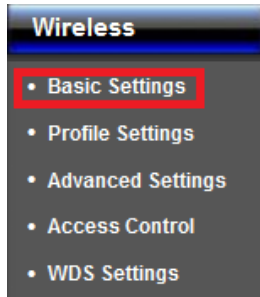 Wireless
• Basic Settings
• Profile Settings
• Advanced Settings
• Access Control
• WDS Settings